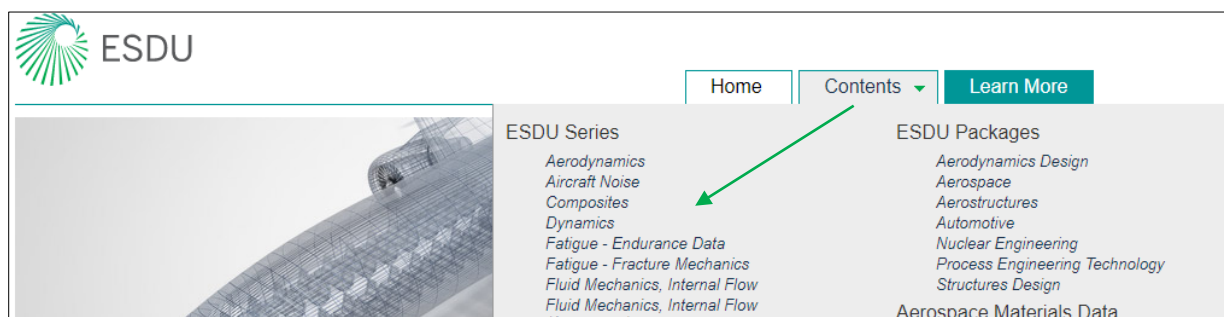 ESDU
Home
Contents
Learn More
ESDU Series
Aerodynamics
Aircraft Noise
Composites
Dynamics
Fatigue - Endurance Data
Fatigue - Fracture Mechanics
Fluid Mechanics, Internal Flow
Fluid Mechanics, Internal Flow
ESDU Packages
Aerodynamics Design
Aerospace
Aerostructures
Automotive
Nuclear Engineering
Process Engineering Technology
Structures Design
Aerospace Materials Data